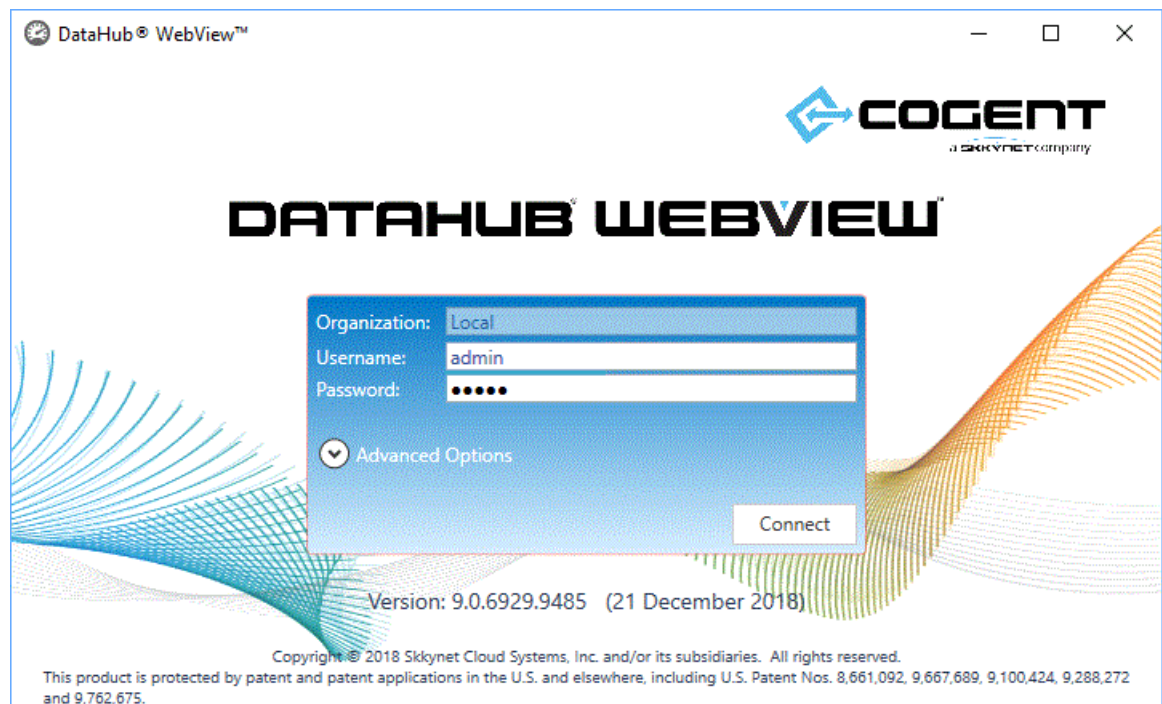 DataHub® WebView™
COGENT
a SKKYNET company
DATAHUB® WEBVIEW™
Organization: Local
Username: admin
Password: •••••
Advanced Options
Connect
Version: 9.0.6929.9485 (21 December 2018)
Copyright © 2018 Skkynet Cloud Systems, Inc. and/or its subsidiaries. All rights reserved.
This product is protected by patent and patent applications in the U.S. and elsewhere, including U.S. Patent Nos. 8,661,092, 9,667,689, 9,100,424, 9,288,272
and 9,762,675.